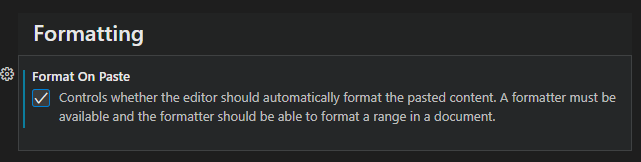 Formatting
Format On Paste
Controls whether the editor should automatically format the pasted content. A formatter must be
available and the formatter should be able to format a range in a document.